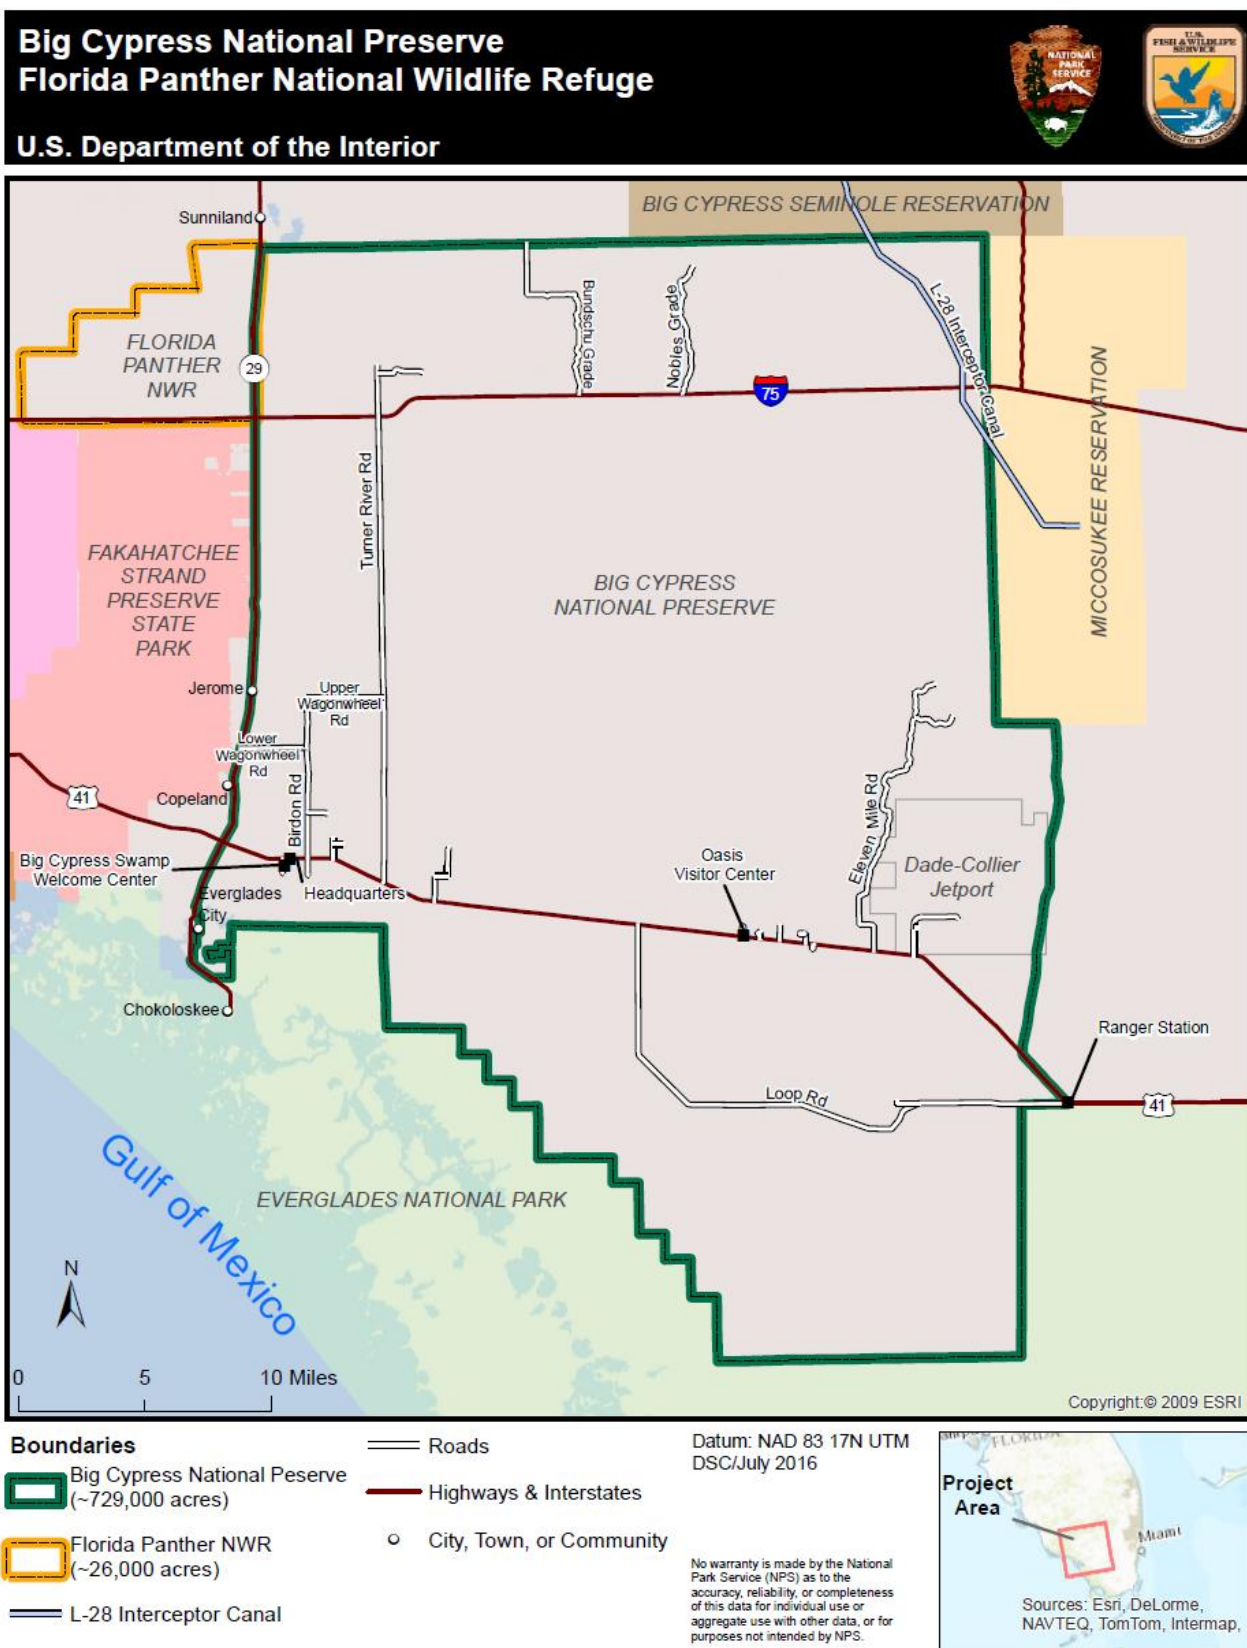 Big Cypress National Preserve
Florida Panther National Wildlife Refuge
U.S. Department of the Interior
NATIONAL
PARK
SERVICE
U.S.
FISH & WILDLIFE
SERVICE
BIG CYPRESS SEMINOLE RESERVATION
Sunniland
FLORIDA
PANTHER
NWR
29
Bundschu Grade
Nobles Grade
L-28 Interceptor Canal
75
MICCOSUKEE RESERVATION
Turner River Rd
FAKAHATCHEE
STRAND
PRESERVE
STATE
PARK
BIG CYPRESS
NATIONAL PRESERVE
Jerome
Upper
Wagonwheel
Rd
Lower
Wagonwheel
Rd
41
Copeland
Birdon Rd
Eleven Mile Rd
Big Cypress Swamp
Welcome Center
Everglades
City
Headquarters
Oasis
Visitor Center
Dade-Collier
Jetport
Chokoloskee
Ranger Station
Loop Rd
41
Gulf of Mexico
EVERGLADES NATIONAL PARK
N
0 5 10 Miles
Copyright:© 2009 ESRI
Boundaries
Big Cypress National Peserve
(~729,000 acres)
Florida Panther NWR
(~26,000 acres)
L-28 Interceptor Canal
Roads
Highways & Interstates
City, Town, or Community
Datum: NAD 83 17N UTM
DSC/July 2016
No warranty is made by the National
Park Service (NPS) as to the
accuracy, reliability, or completeness
of this data for individual use or
aggregate use with other data, or for
purposes not intended by NPS.
FLORIDA
Project
Area
Miami
Sources: Esri, DeLorme,
NAVTEQ, TomTom, Intermap,